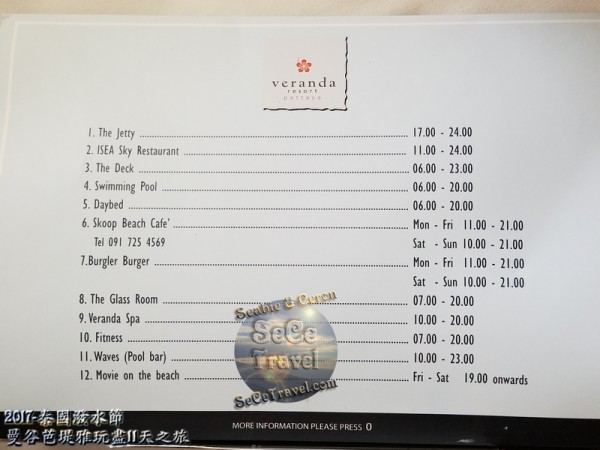 veranda
resort
pattaya
1. The Jetty ........ 17.00 - 24.00
2. ISEA Sky Restaurant ........ 11.00 - 24.00
3. The Deck ........ 06.00 - 23.00
4. Swimming Pool ........ 06.00 - 20.00
5. Daybed ........ 06.00 - 20.00
6. Skoop Beach Cafe' ........ Mon - Fri 11.00 - 21.00
Tel 091 725 4569 Sat - Sun 10.00 - 21.00
7.Burgler Burger ........ Mon - Fri 11.00 - 21.00
Sat - Sun 10.00 - 21.00
8. The Glass Room ........ 07.00 - 20.00
9. Veranda Spa ........ 10.00 - 20.00
10. Fitness ........ 07.00 - 20.00
11. Waves (Pool bar) ........ 10.00 - 23.00
12. Movie on the beach ........ Fri - Sat 19.00 onwards
Seabie & Ceren
SeCe
Travel
SeCeTravel.com
MORE INFORMATION PLEASE PRESS 0
2017-泰國潑水節
曼谷芭堤雅玩盡11天之旅